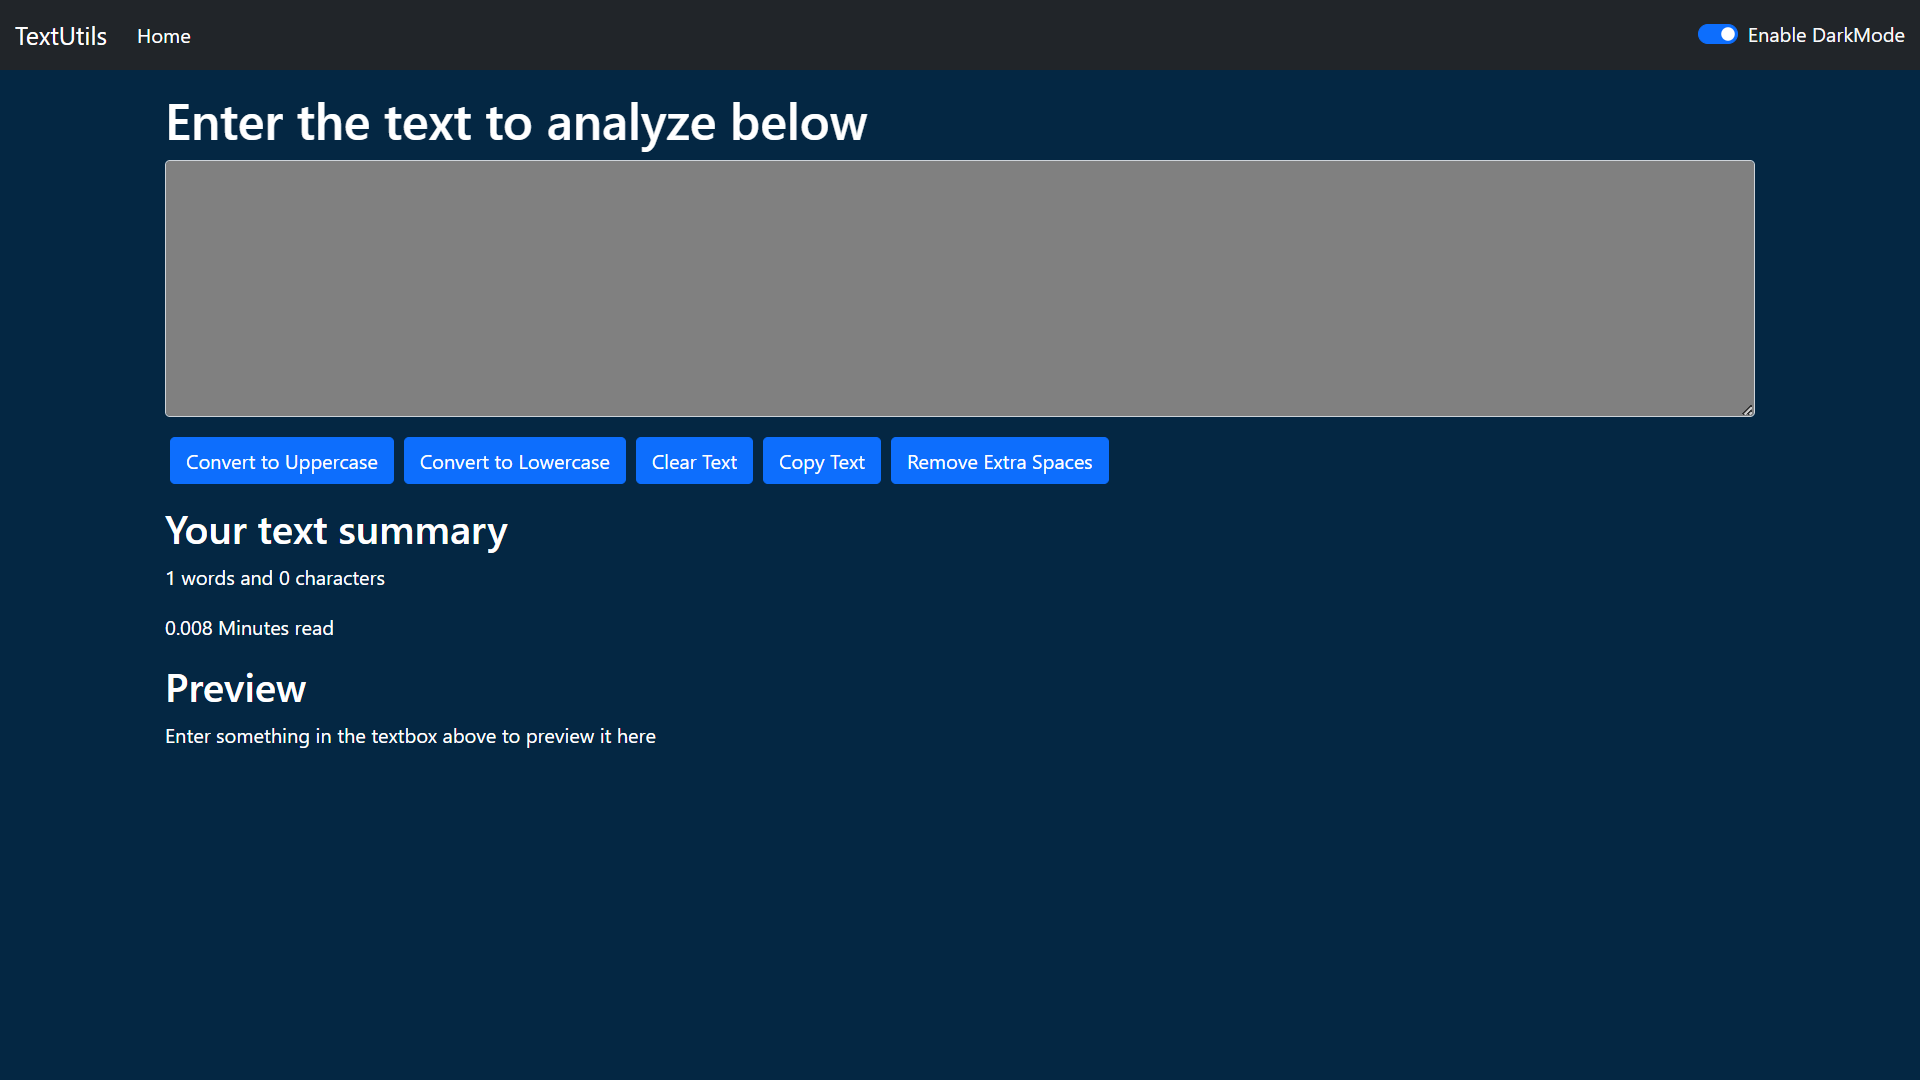 TextUtils Home Enable DarkMode
Enter the text to analyze below
Convert to Uppercase Convert to Lowercase Clear Text Copy Text Remove Extra Spaces
Your text summary
1 words and 0 characters
0.008 Minutes read
Preview
Enter something in the textbox above to preview it here